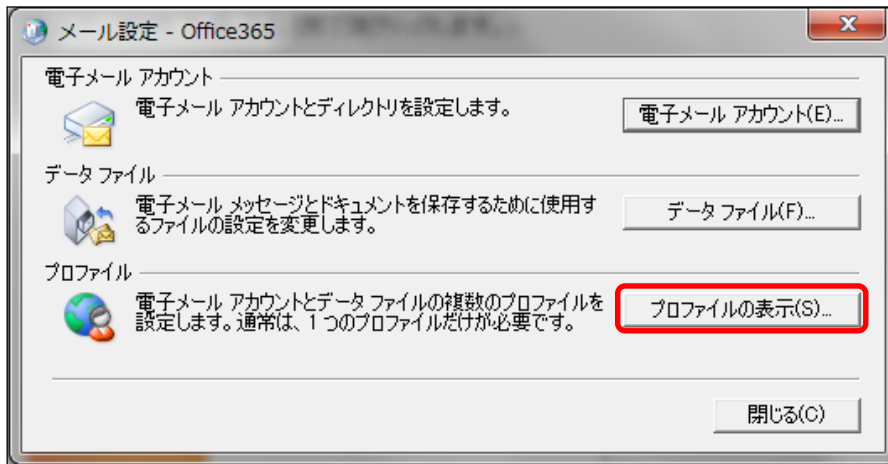 メール設定 - Office365
電子メール アカウント
電子メール アカウントとディレクトリを設定します。
電子メール アカウント(E)...
データ ファイル
電子メール メッセージとドキュメントを保存するために使用す
るファイルの設定を変更します。
データ ファイル(F)...
プロファイル
電子メール アカウントとデータ ファイルの複数のプロファイルを
設定します。通常は、1 つのプロファイルだけが必要です。
プロファイルの表示(S)...
閉じる(C)